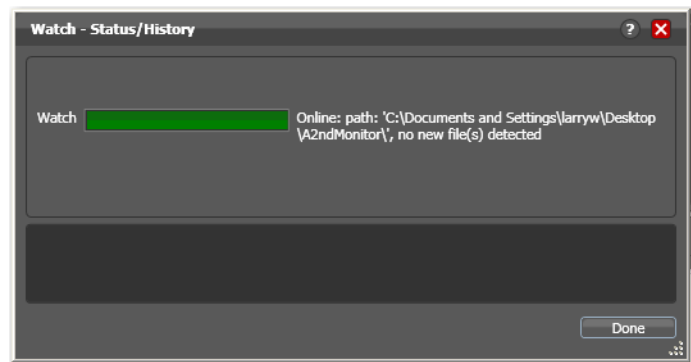 Watch - Status/History
?
Watch
Online: path: 'C:\Documents and Settings\larryw\Desktop
\A2ndMonitor\', no new file(s) detected
Done